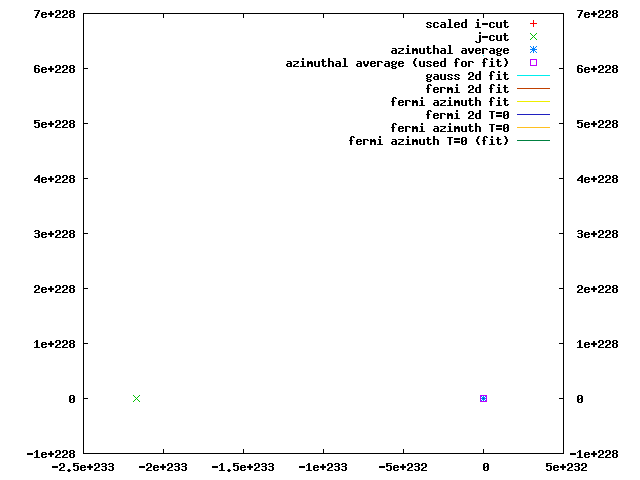 7e+228 7e+228
scaled i-cut
j-cut
azimuthal average
azimuthal average (used for fit)
6e+228 6e+228
gauss 2d fit
fermi 2d fit
fermi azimuth fit
fermi 2d T=0
5e+228 5e+228
fermi azimuth T=0
fermi azimuth T=0 (fit)
4e+228 4e+228
3e+228 3e+228
2e+228 2e+228
1e+228 1e+228
0 0
-1e+228 -1e+228
-2.5e+233 -2e+233 -1.5e+233 -1e+233 -5e+232 0 5e+232